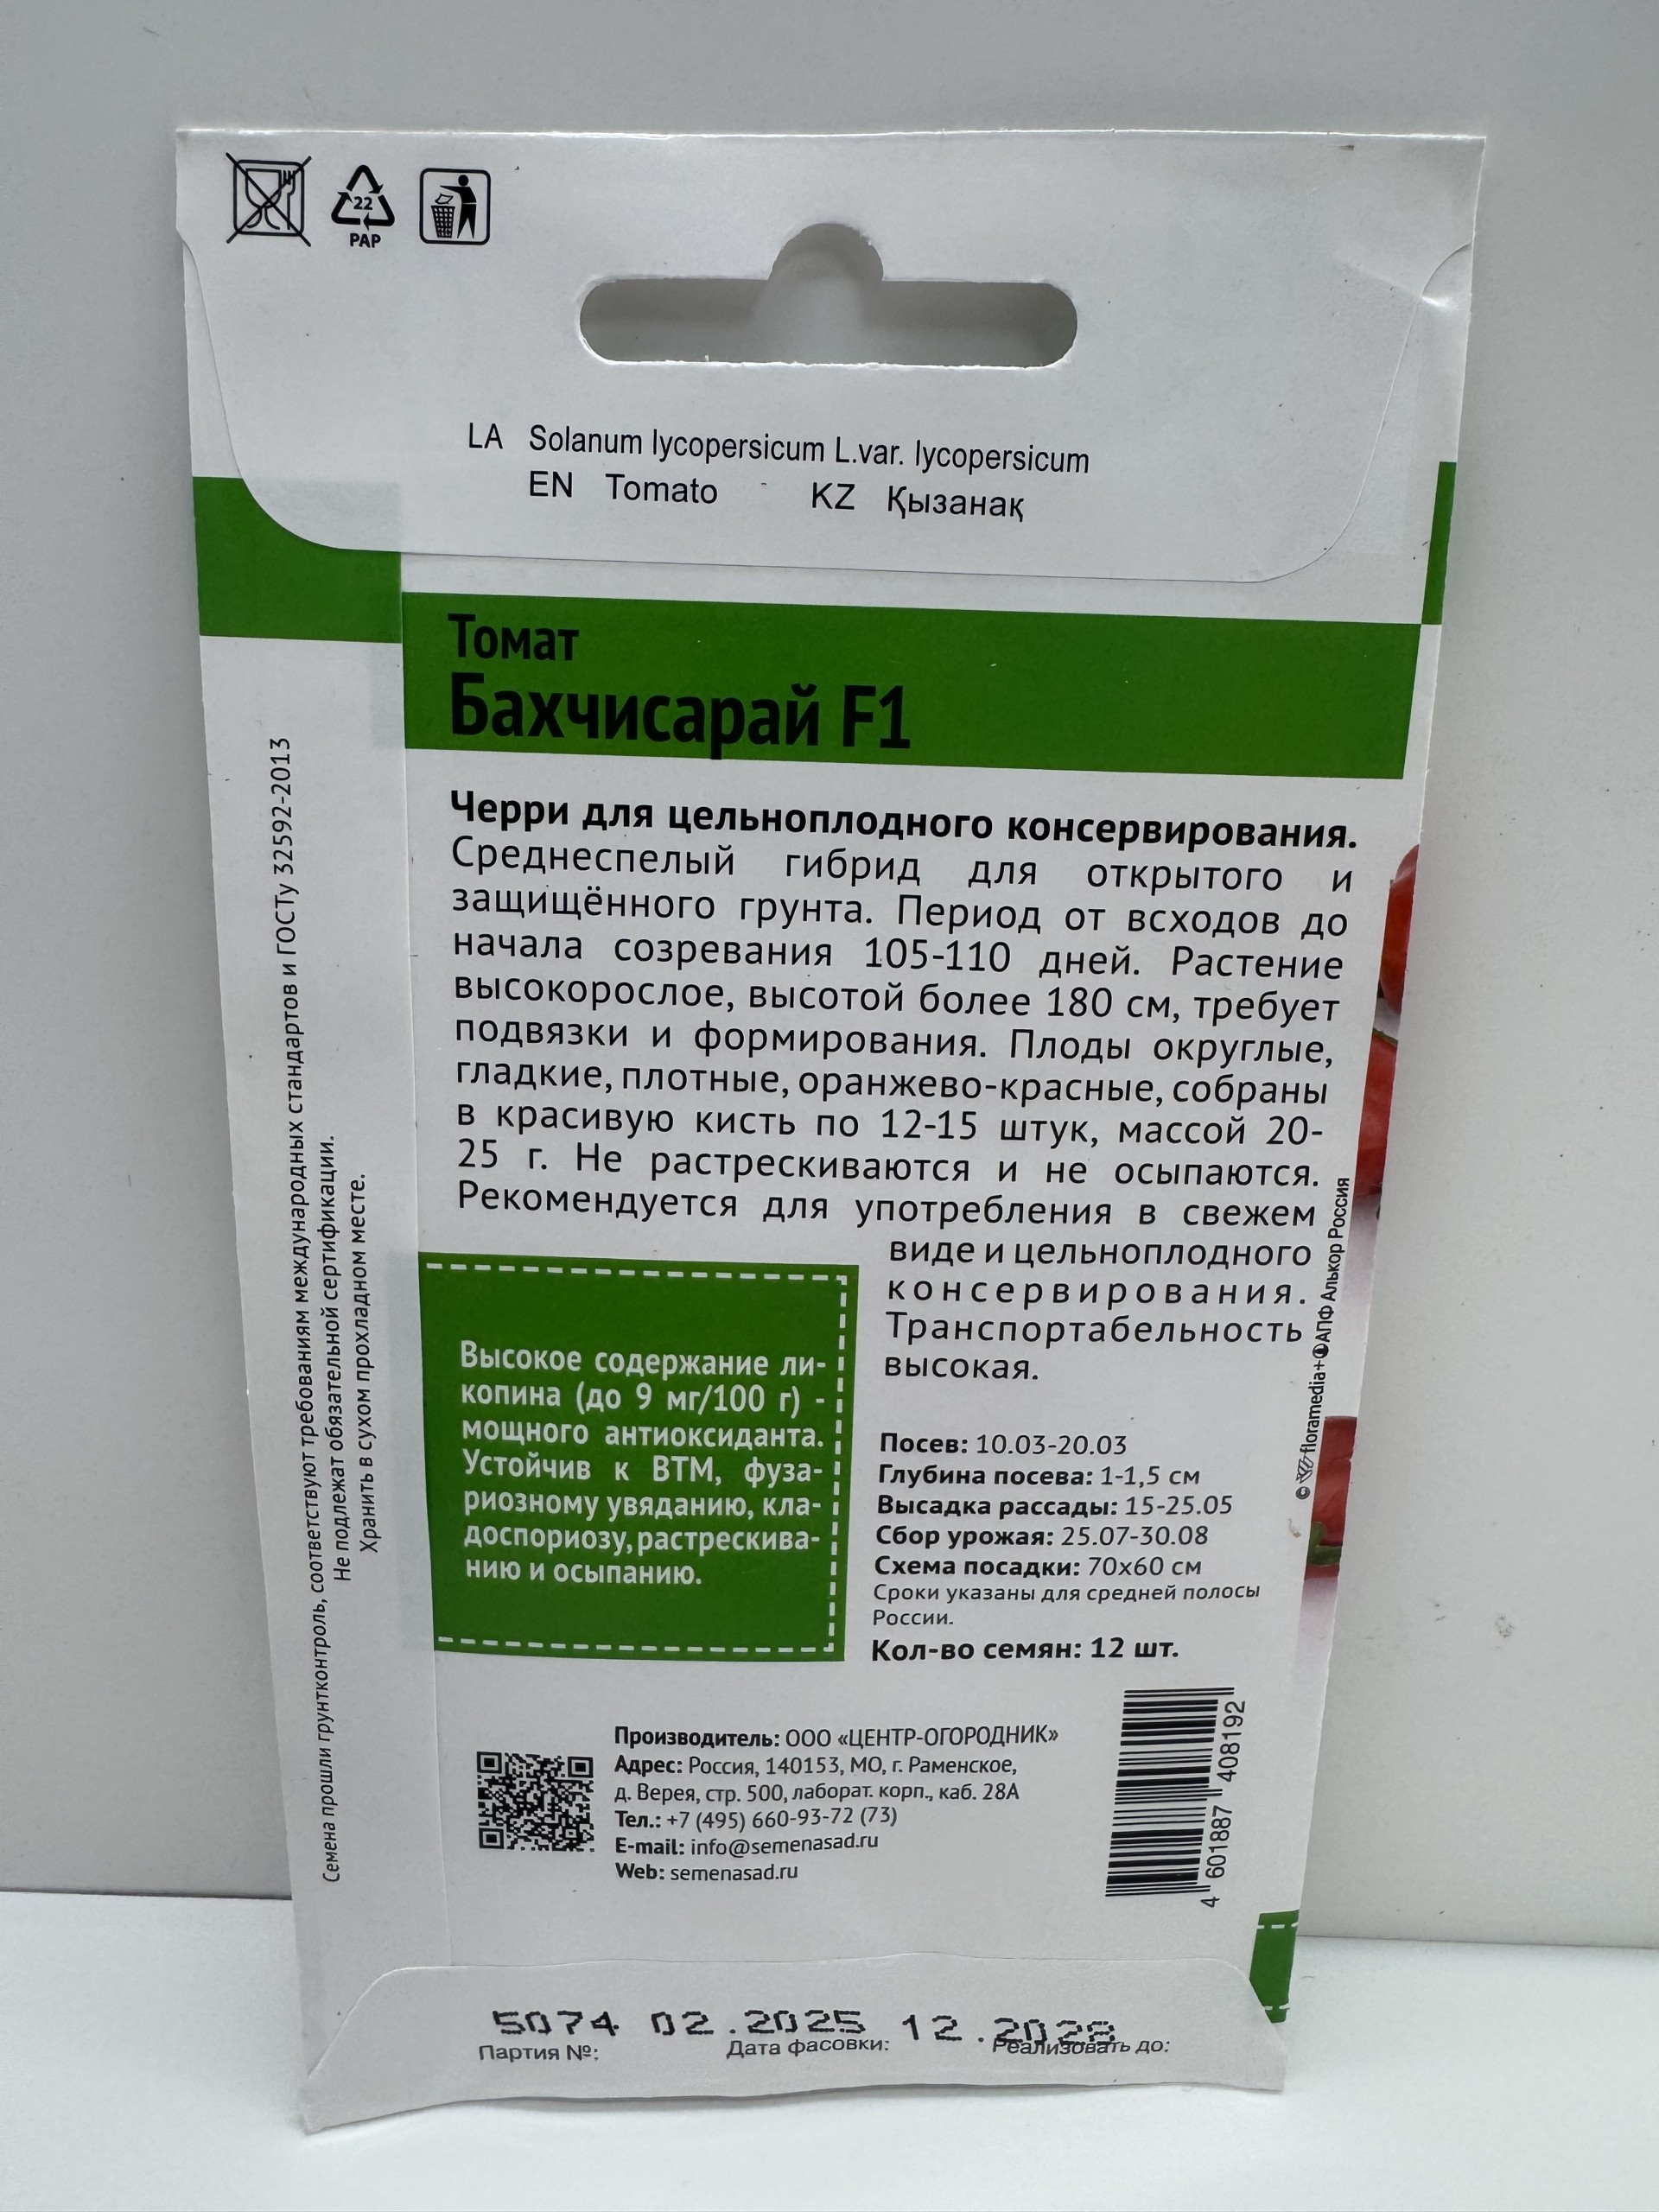 22
PAP
LA Solanum lycopersicum L.var. lycopersicum
EN Tomato - KZ Қызанақ
Томат
Бахчисарай F1
Черри для цельноплодного консервирования.
Среднеспелый гибрид для открытого и
защищённого грунта. Период от всходов до
начала созревания 105-110 дней. Растение
высокорослое, высотой более 180 см, требует
подвязки и формирования. Плоды округлые,
гладкие, плотные, оранжево-красные, собраны
в красивую кисть по 12-15 штук, массой 20-
25 г. Не растрескиваются и не осыпаются.
Рекомендуется для употребления в свежем
виде и цельноплодного
консервирования.
Транспортабельность
высокая.
Высокое содержание ли-
копина (до 9 мг/100 г) -
мощного антиоксиданта.
Устойчив к ВТМ, фуза-
риозному увяданию, кла-
доспориозу, растрескива-
нию и осыпанию.
Посев: 10.03-20.03
Глубина посева: 1-1,5 см
Высадка рассады: 15-25.05
Сбор урожая: 25.07-30.08
Схема посадки: 70х60 см
Сроки указаны для средней полосы
России.
Кол-во семян: 12 шт.
© floramedia+ АПФ Алькор Россия
Семена прошли грунтконтроль, соответствуют требованиям международных стандартов и ГОСТу 32592-2013
Не подлежат обязательной сертификации.
Хранить в сухом прохладном месте.
Производитель: ООО «ЦЕНТР-ОГОРОДНИК»
Адрес: Россия, 140153, МО, г. Раменское,
д. Верея, стр. 500, лаборат. корп., каб. 28А
Тел.: +7 (495) 660-93-72 (73)
E-mail: info@semenasad.ru
Web: semenasad.ru
4 601887 408192
5074 02.2025 12.2028
Партия №: Дата фасовки: Реализовать до: